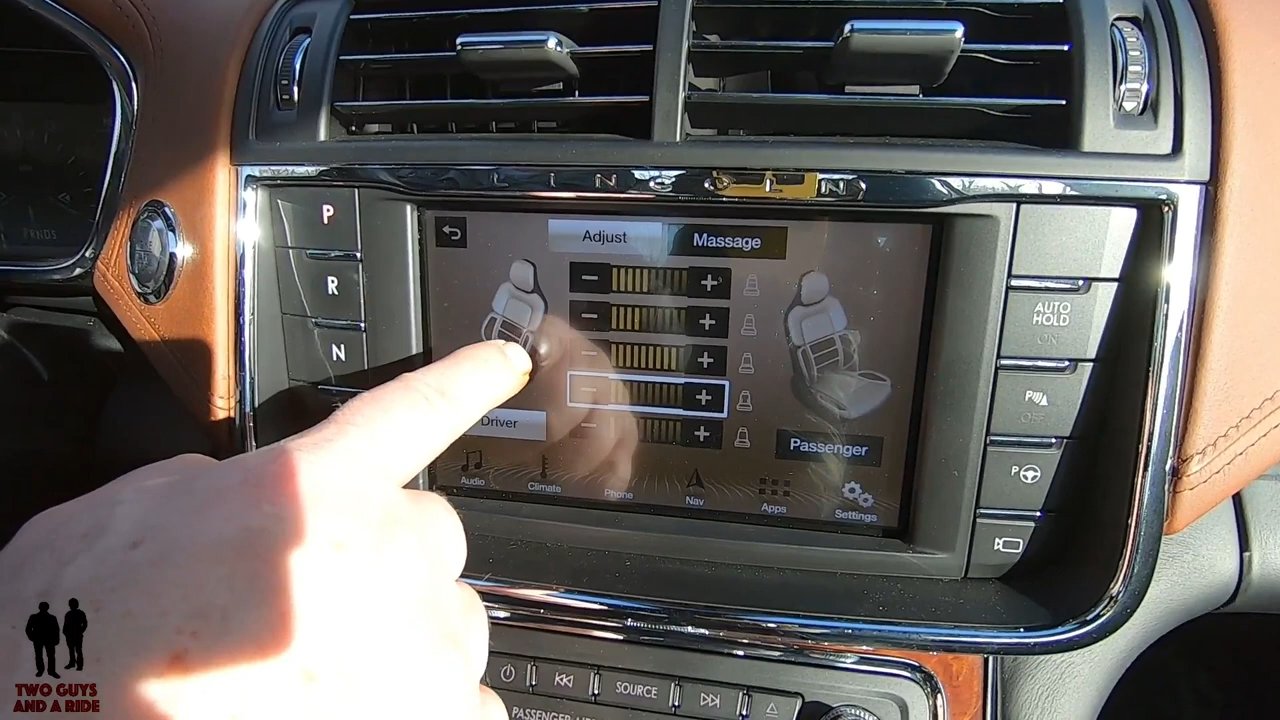 LINCOLN
P
R
N
Adjust
Massage
Driver
Passenger
Audio
Climate
Phone
Nav
Apps
Settings
AUTO
HOLD
ON
P
OFF
P
SOURCE
PASSENGER
TWO GUYS
AND A RIDE